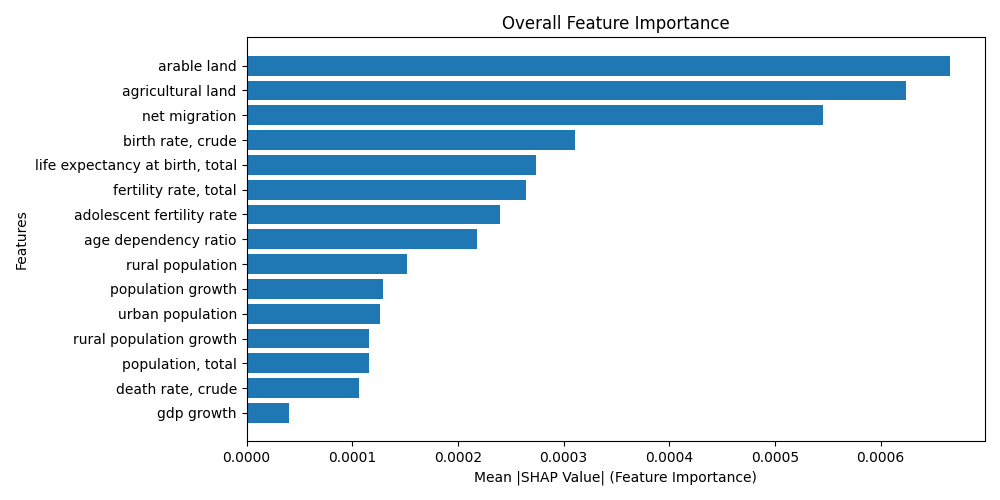 Overall Feature Importance
Features
arable land
agricultural land
net migration
birth rate, crude
life expectancy at birth, total
fertility rate, total
adolescent fertility rate
age dependency ratio
rural population
population growth
urban population
rural population growth
population, total
death rate, crude
gdp growth
0.0000 0.0001 0.0002 0.0003 0.0004 0.0005 0.0006
Mean |SHAP Value| (Feature Importance)